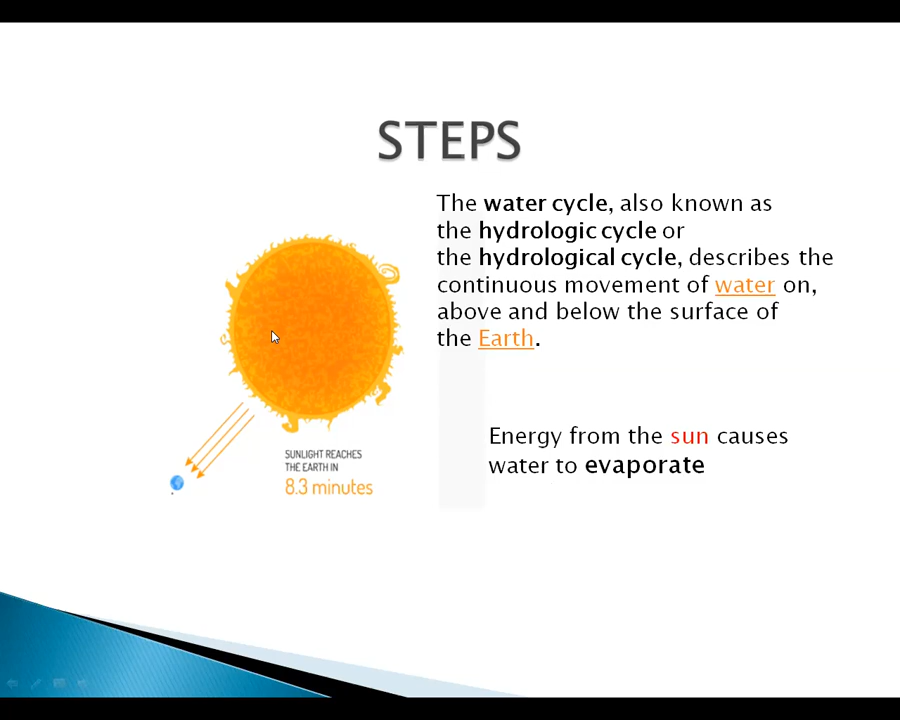 STEPS
The water cycle, also known as
the hydrologic cycle or
the hydrological cycle, describes the
continuous movement of water on,
above and below the surface of
the Earth.
SUNLIGHT REACHES
THE EARTH IN
8.3 minutes
Energy from the sun causes
water to evaporate